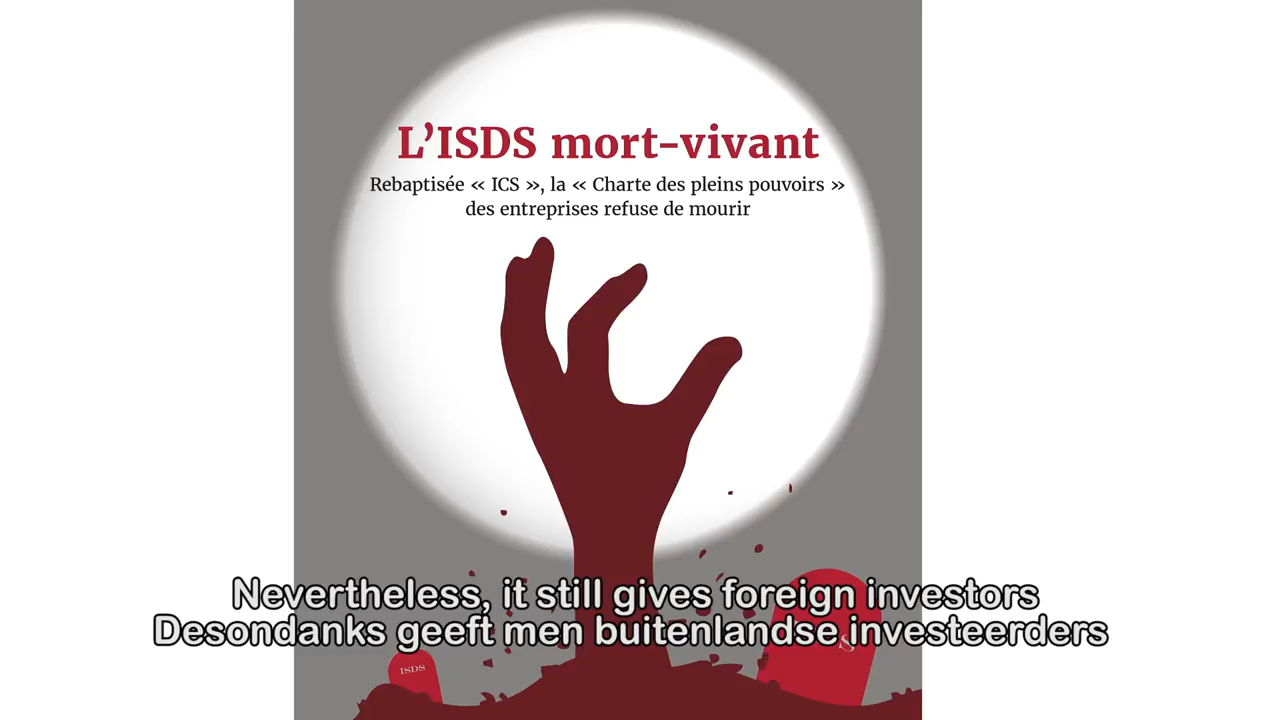 L’ISDS mort-vivant
Rebaptisée « ICS », la « Charte des pleins pouvoirs »
des entreprises refuse de mourir
Nevertheless, it still gives foreign investors
Desondanks geeft men buitenlandse investeerders
ISDS